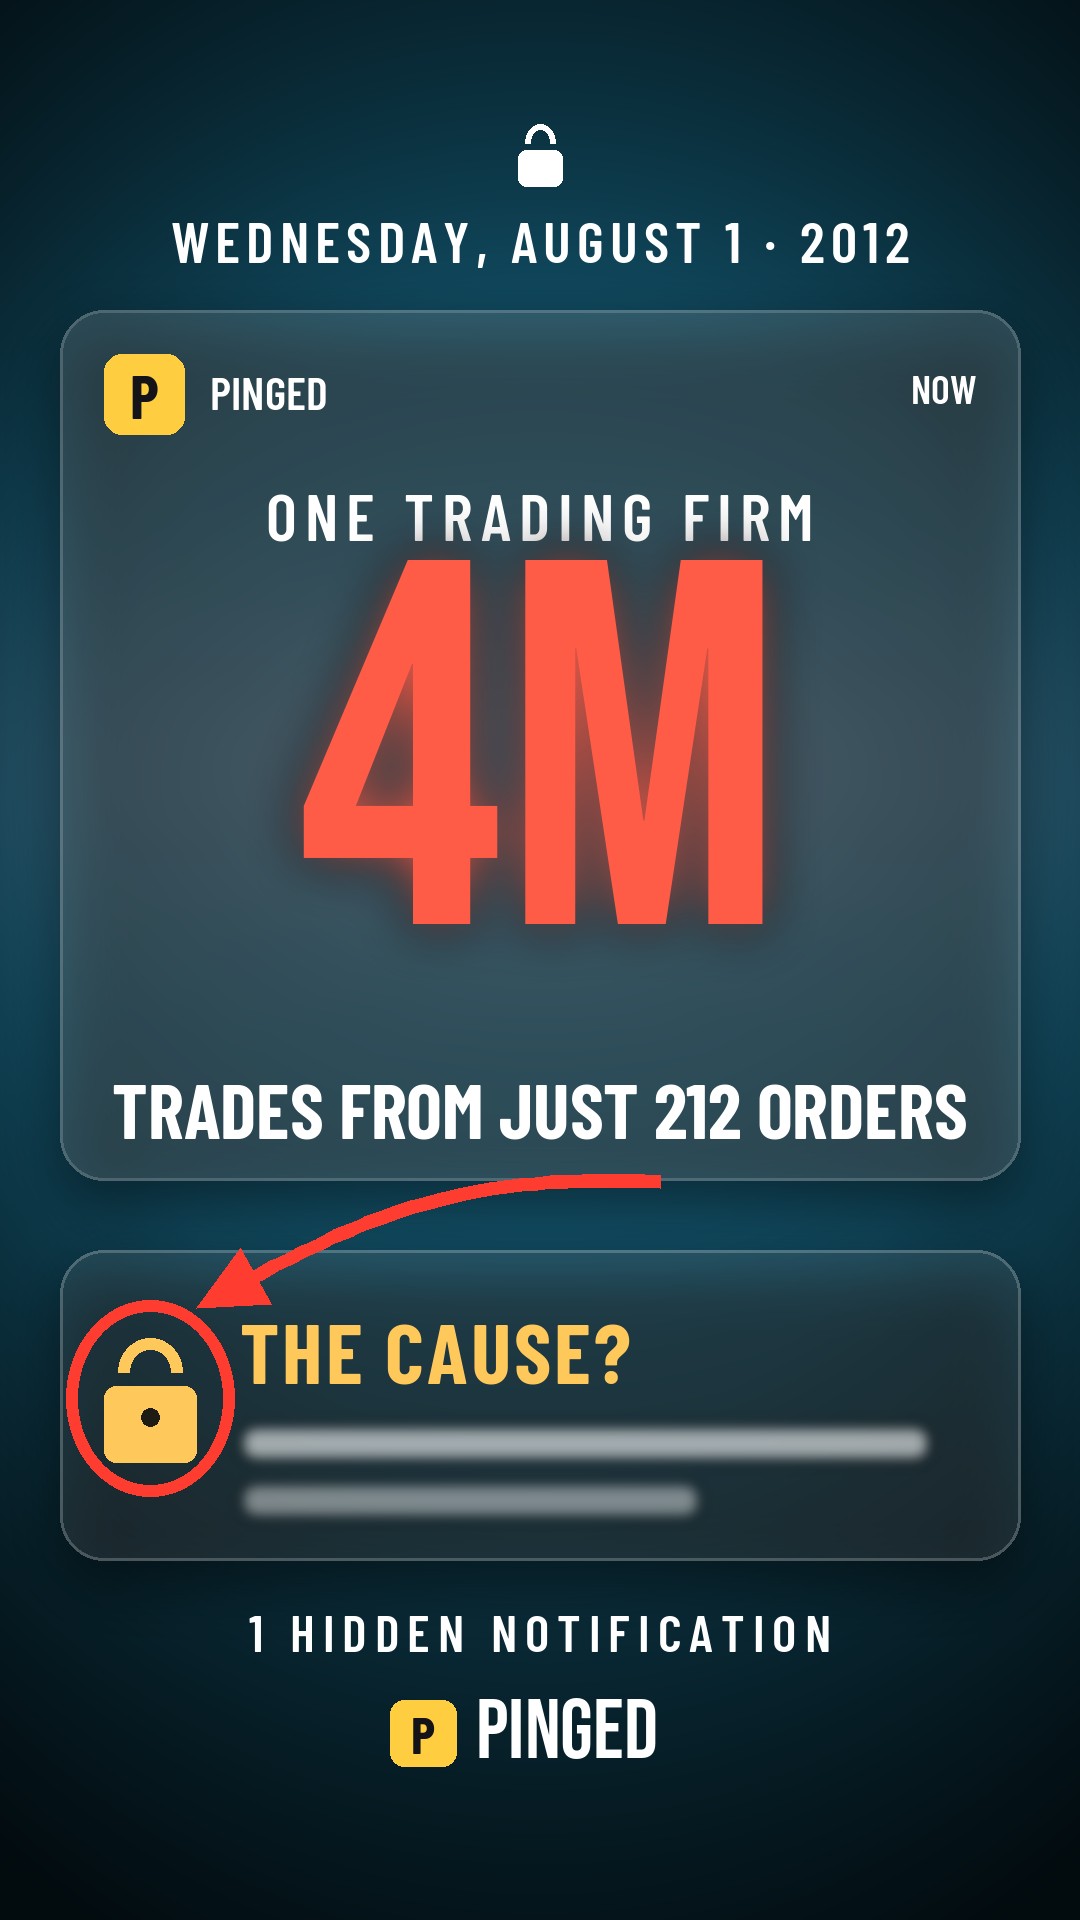 WEDNESDAY, AUGUST 1 · 2012
P PINGED NOW
ONE TRADING FIRM
4M
TRADES FROM JUST 212 ORDERS
THE CAUSE?
1 HIDDEN NOTIFICATION
P PINGED